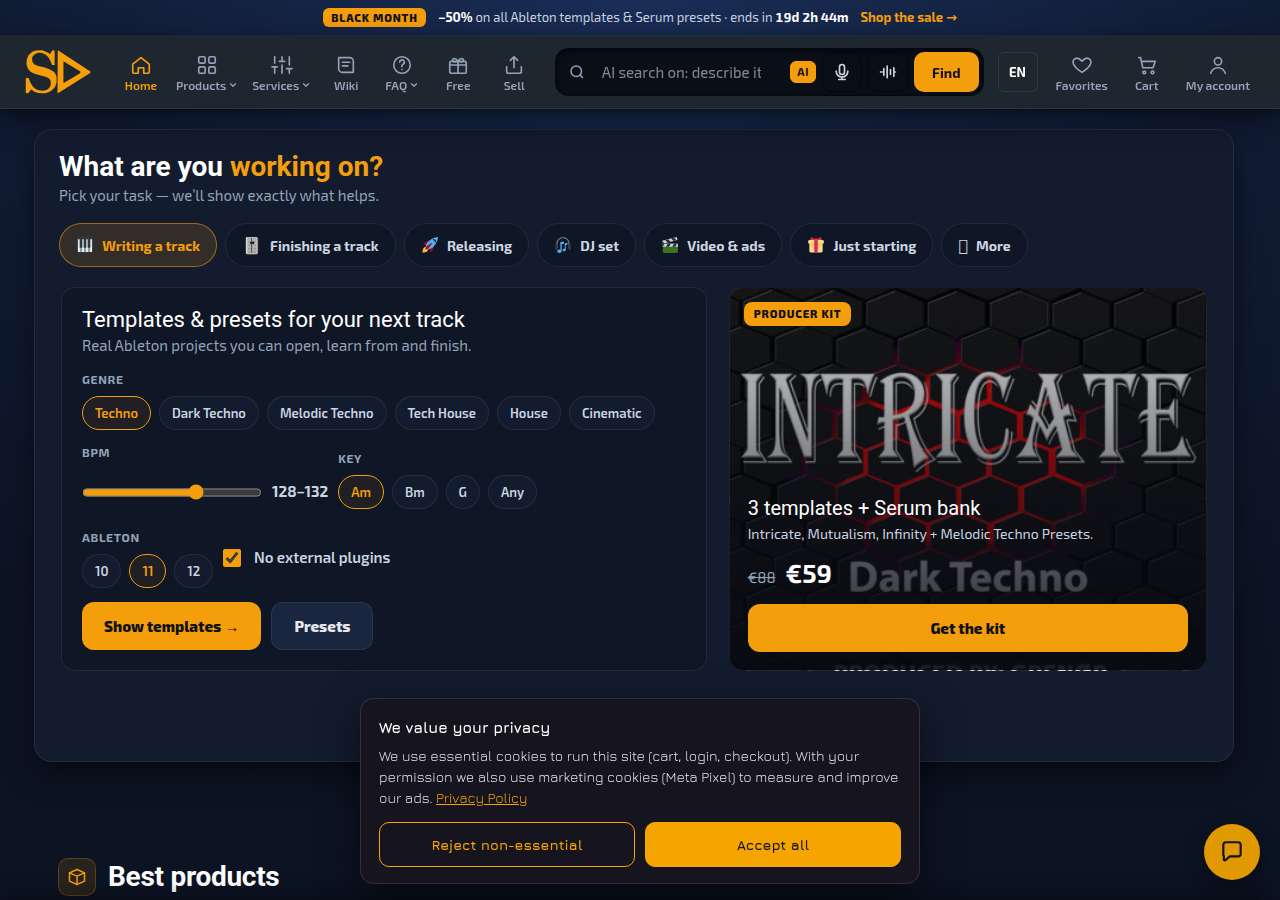 BLACK MONTH −50% on all Ableton templates & Serum presets · ends in 19d 2h 44m Shop the sale →
Home Products Services Wiki FAQ Free Sell AI search on: describe it AI Find EN Favorites Cart My account
What are you working on?
Pick your task — we'll show exactly what helps.
Writing a track Finishing a track Releasing DJ set Video & ads Just starting More
Templates & presets for your next track
Real Ableton projects you can open, learn from and finish.
GENRE
Techno Dark Techno Melodic Techno Tech House House Cinematic
BPM KEY
128–132 Am Bm G Any
ABLETON
10 11 12 No external plugins
Show templates → Presets
PRODUCER KIT
INTRICATE
3 templates + Serum bank
Intricate, Mutualism, Infinity + Melodic Techno Presets.
€88 €59 Dark Techno
Get the kit
We value your privacy
We use essential cookies to run this site (cart, login, checkout). With your
permission we also use marketing cookies (Meta Pixel) to measure and improve
our ads. Privacy Policy
Reject non-essential Accept all
Best products